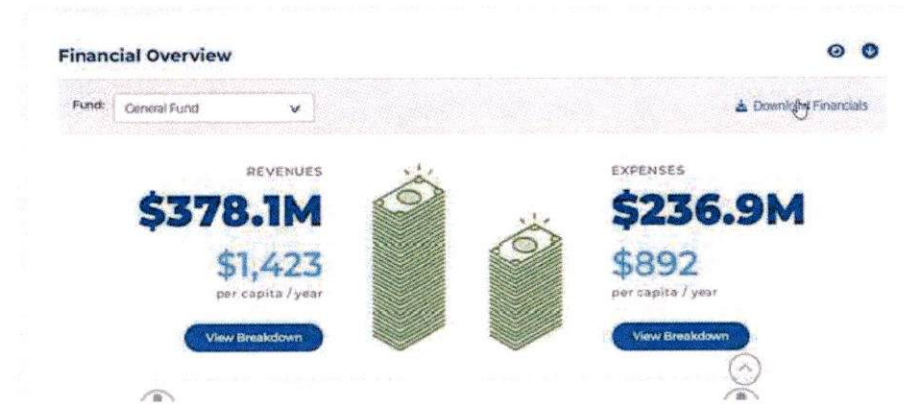 Financial Overview
Fund: General Fund
Download Financials
REVENUES
$378.1M
$1,423
per capita / year
View Breakdown
EXPENSES
$236.9M
$892
per capita / year
View Breakdown